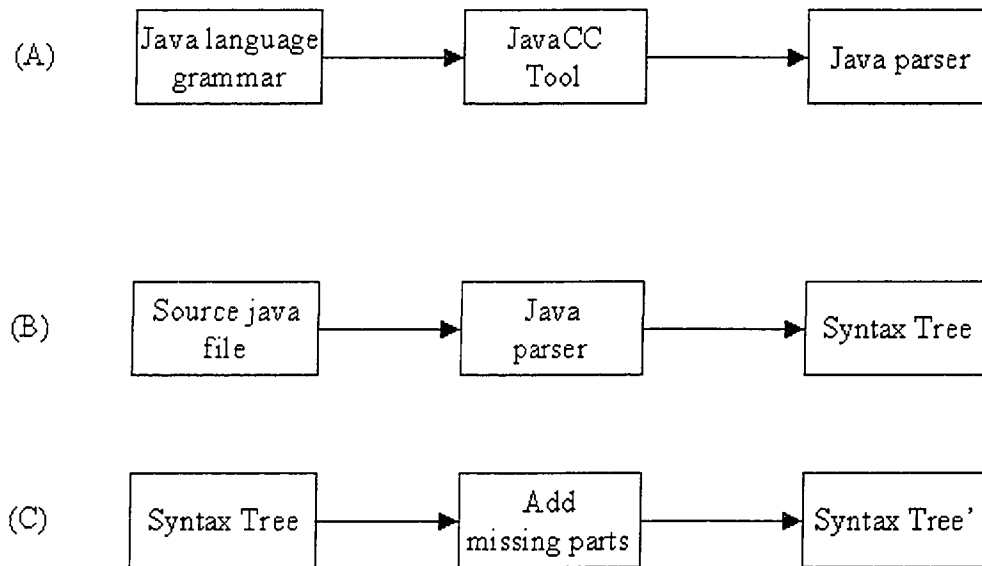 (A)
Java language
grammar
JavaCC
Tool
Java parser
(B)
Source java
file
Java
parser
Syntax Tree
(C)
Syntax Tree
Add
missing parts
Syntax Tree’